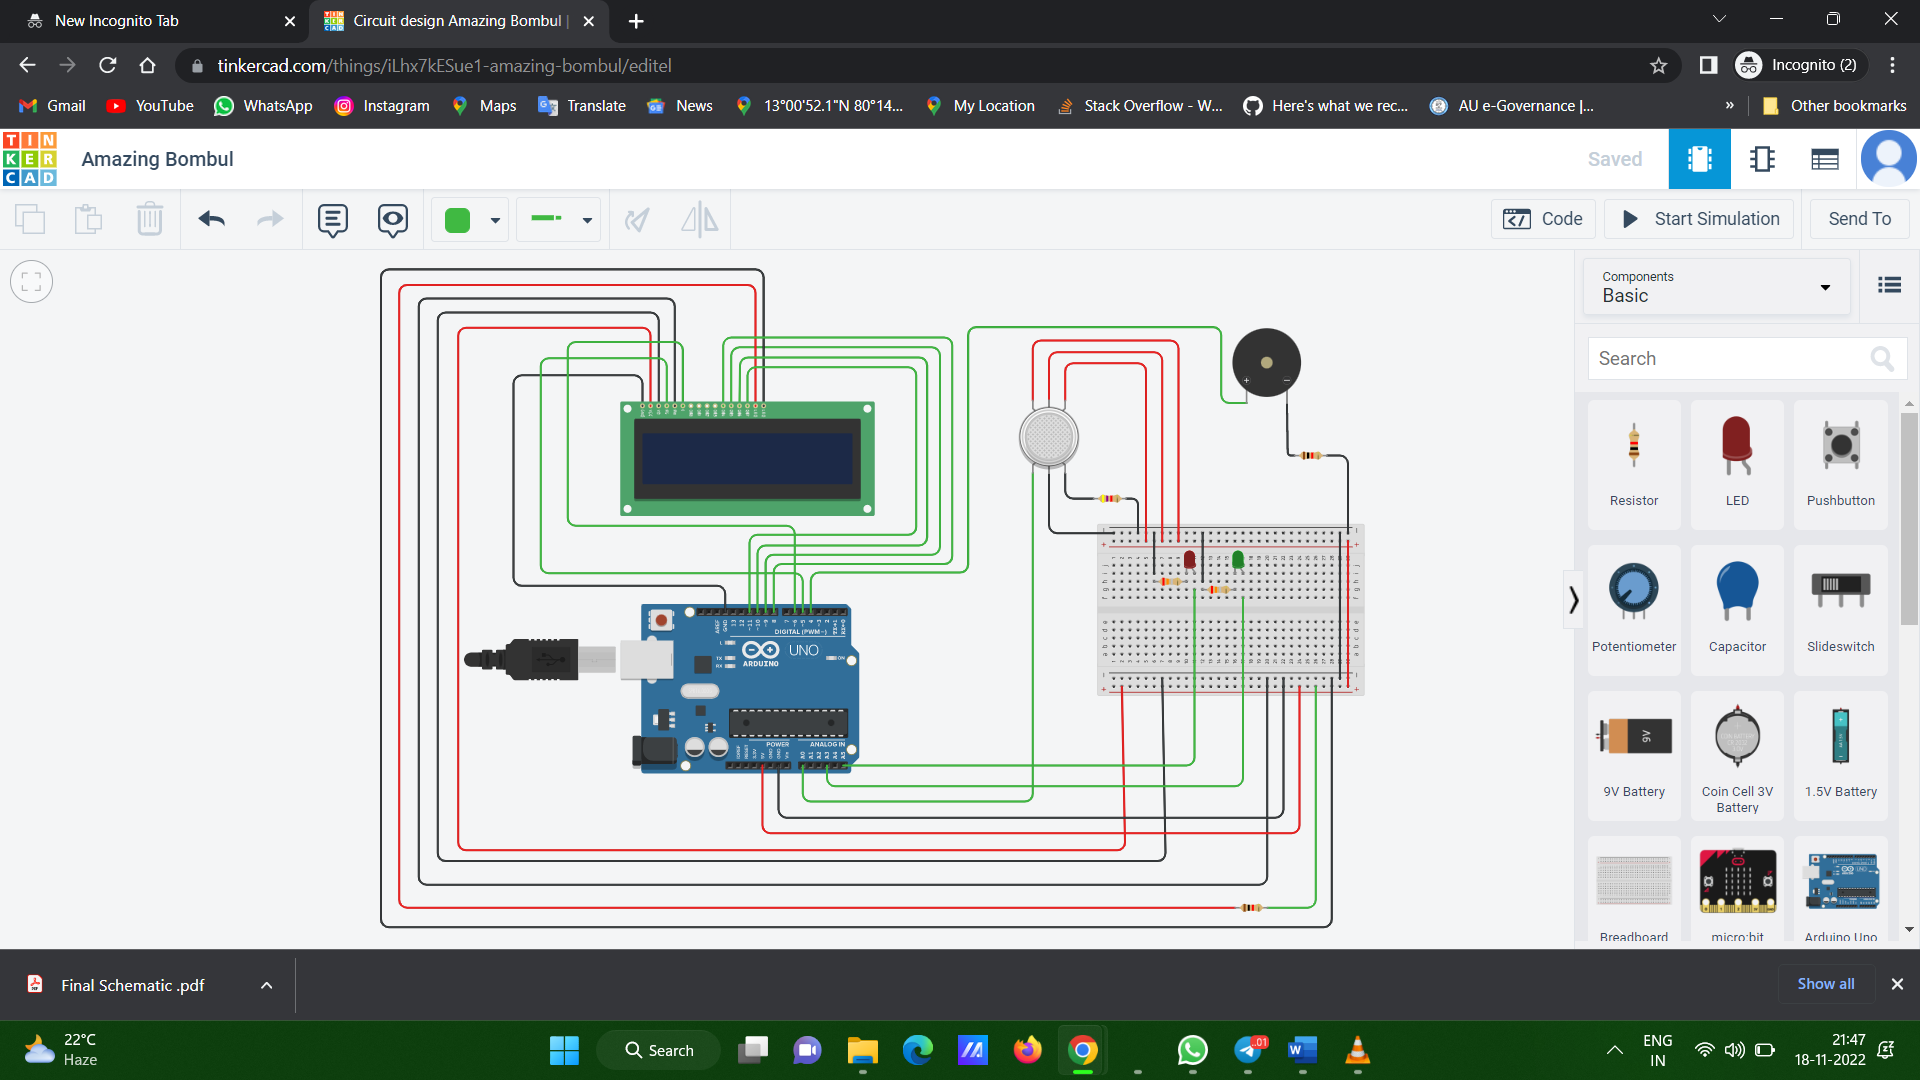 New Incognito Tab
Circuit design Amazing Bombul |
tinkercad.com/things/iLhx7kESue1-amazing-bombul/editel
Incognito (2)
Gmail
YouTube
WhatsApp
Instagram
Maps
Translate
News
13°00'52.1"N 80°14...
My Location
Stack Overflow - W...
Here's what we rec...
AU e-Governance |...
»
Other bookmarks
TIN
KER
CAD
Amazing Bombul
Saved
Code
Start Simulation
Send To
Components
Basic
Search
Resistor
LED
Pushbutton
Potentiometer
Capacitor
Slideswitch
9V
9V Battery
Coin Cell 3V
Battery
1.5V Battery
Breadboard
micro:bit
Arduino Uno
DIGITAL (PWM~)
UNO
ARDUINO
ON
POWER
ANALOG IN
Final Schematic .pdf
Show all
22°C
Haze
Search
ENG
IN
21:47
18-11-2022